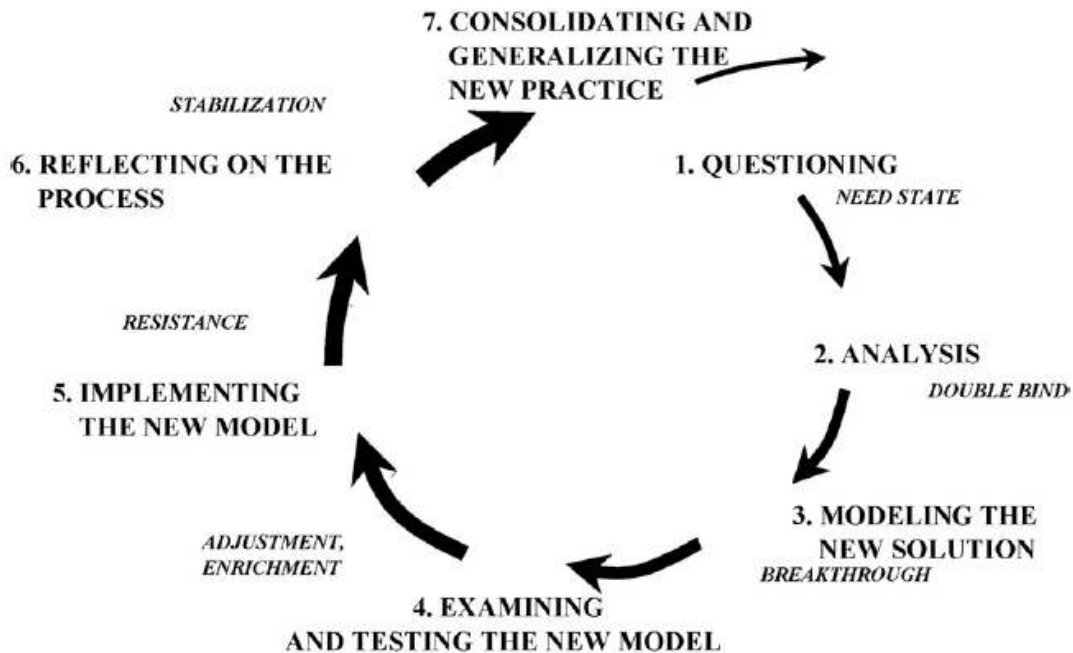 7. CONSOLIDATING AND
GENERALIZING THE
NEW PRACTICE
STABILIZATION
6. REFLECTING ON THE
PROCESS
1. QUESTIONING
NEED STATE
RESISTANCE
2. ANALYSIS
DOUBLE BIND
5. IMPLEMENTING
THE NEW MODEL
3. MODELING THE
NEW SOLUTION
BREAKTHROUGH
ADJUSTMENT,
ENRICHMENT
4. EXAMINING
AND TESTING THE NEW MODEL